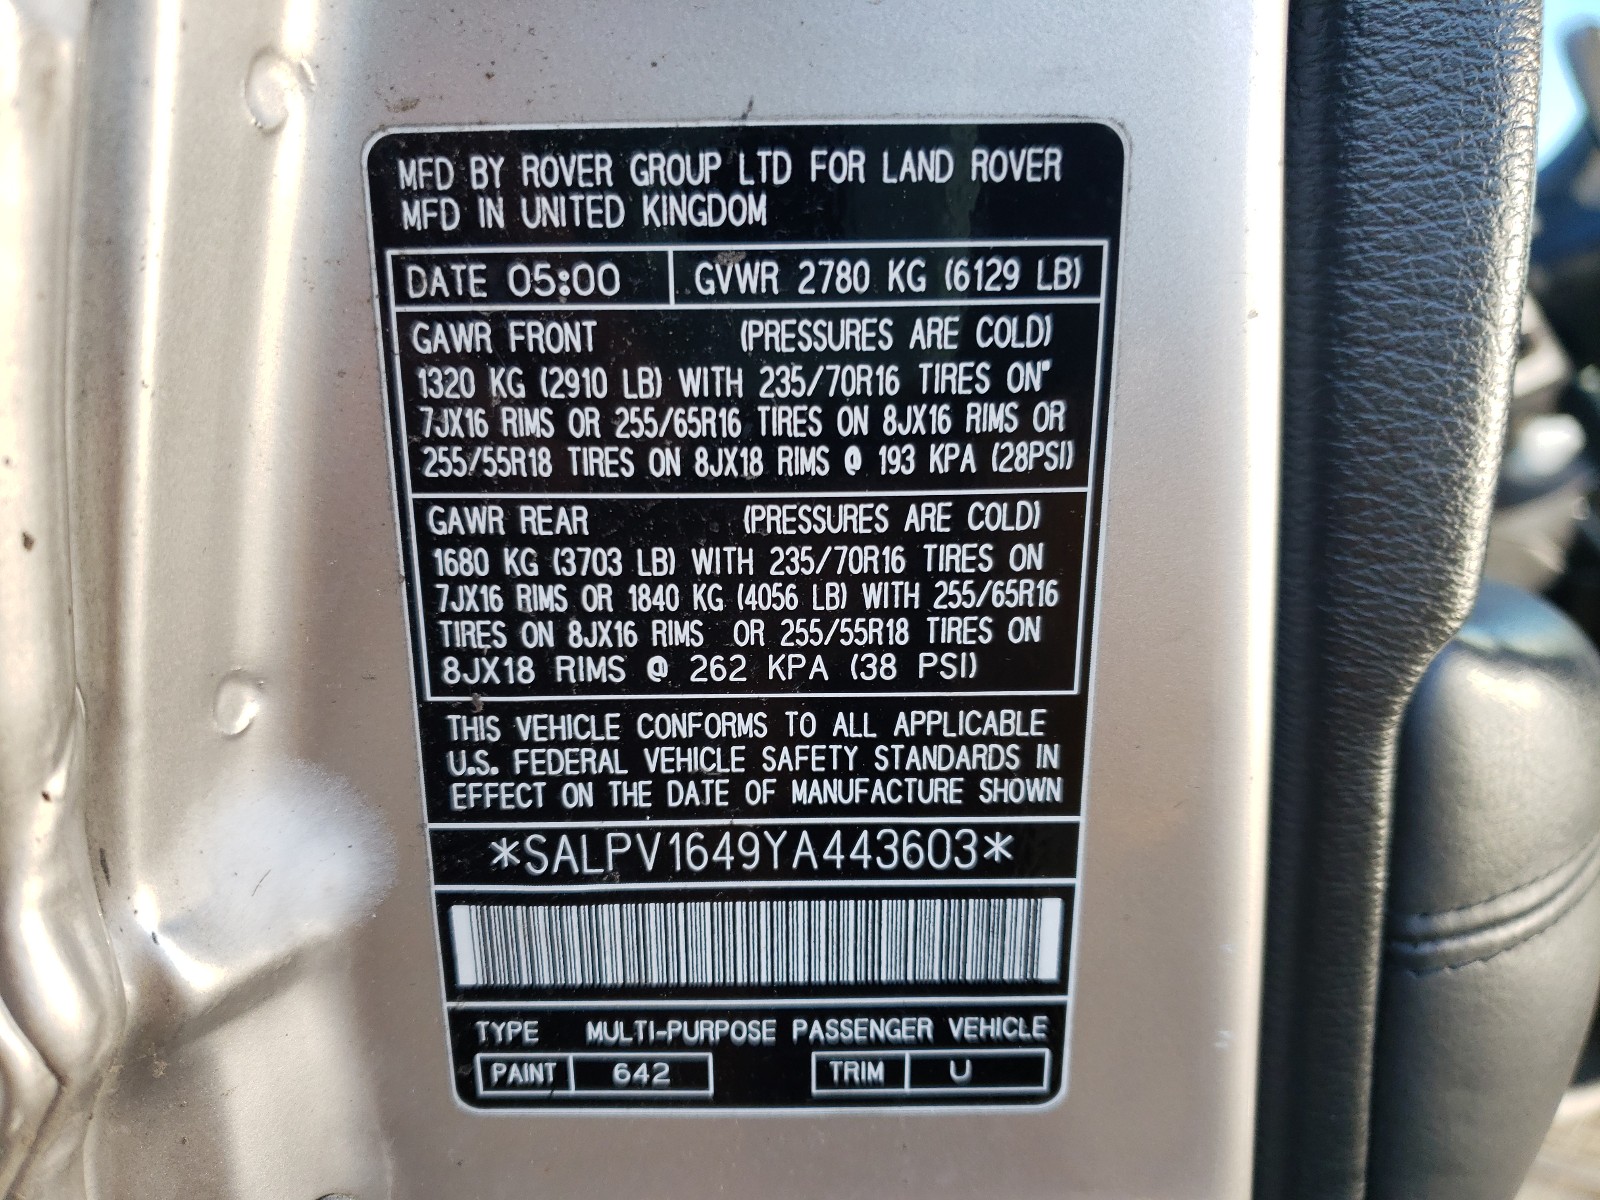 MFD BY ROVER GROUP LTD FOR LAND ROVER
MFD IN UNITED KINGDOM
DATE 05:00 GVWR 2780 KG (6129 LB)
GAWR FRONT (PRESSURES ARE COLD)
1320 KG (2910 LB) WITH 235/70R16 TIRES ON"
7JX16 RIMS OR 255/65R16 TIRES ON 8JX16 RIMS OR
255/55R18 TIRES ON 8JX18 RIMS @ 193 KPA (28PSI)
GAWR REAR (PRESSURES ARE COLD)
1680 KG (3703 LB) WITH 235/70R16 TIRES ON
7JX16 RIMS OR 1840 KG (4056 LB) WITH 255/65R16
TIRES ON 8JX16 RIMS OR 255/55R18 TIRES ON
8JX18 RIMS @ 262 KPA (38 PSI)
THIS VEHICLE CONFORMS TO ALL APPLICABLE
U.S. FEDERAL VEHICLE SAFETY STANDARDS IN
EFFECT ON THE DATE OF MANUFACTURE SHOWN
*SALPV1649YA443603*
TYPE MULTI-PURPOSE PASSENGER VEHICLE
PAINT 642 TRIM U